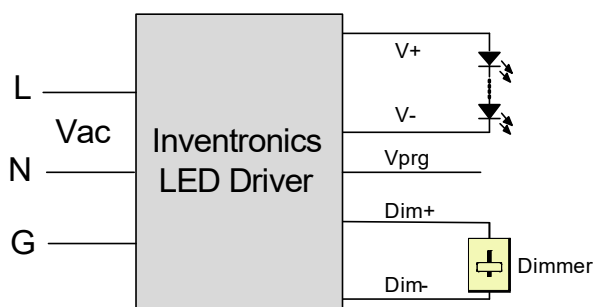 L
Vac
N
G
Inventronics
LED Driver
V+
V-
Vprg
Dim+
Dim-
Dimmer